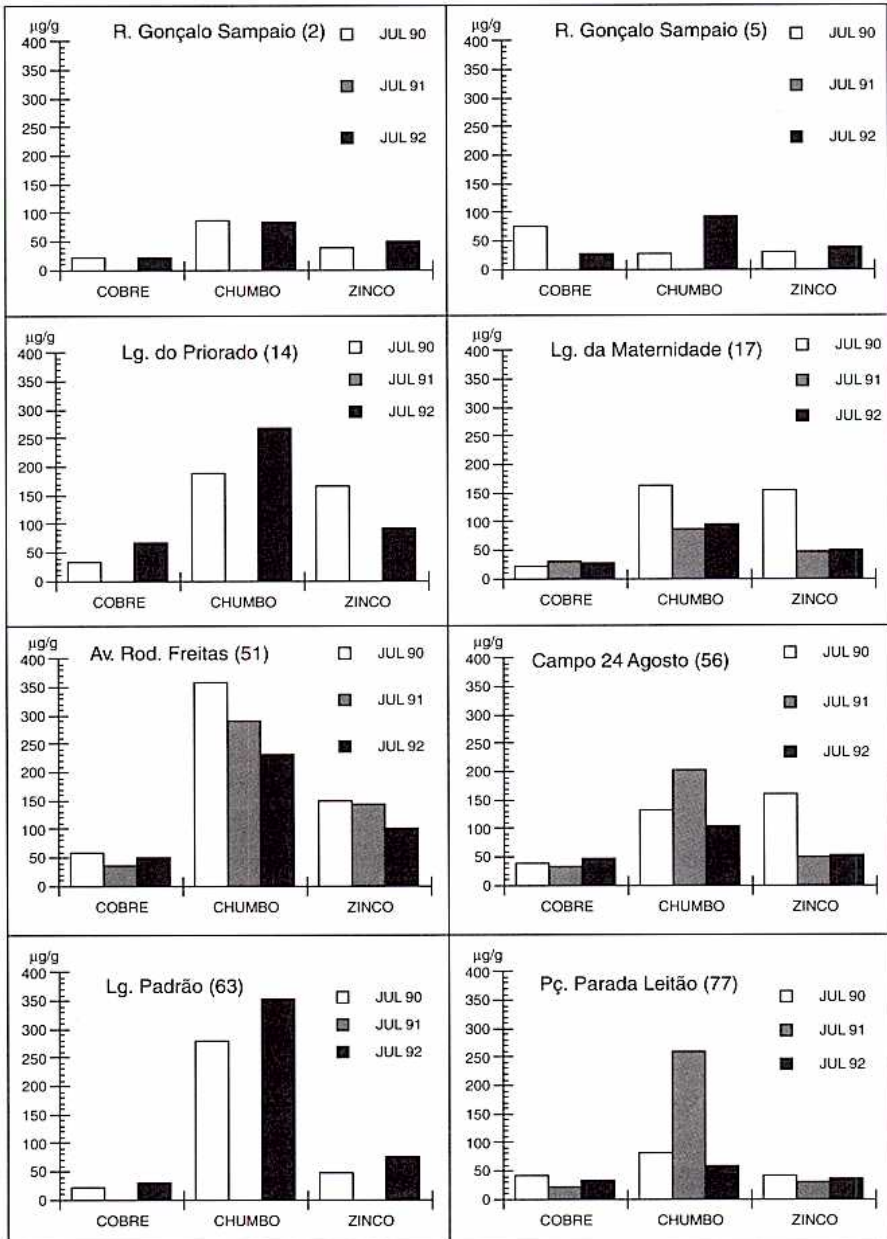 µg/g
R. Gonçalo Sampaio (2)
JUL 90
JUL 91
JUL 92
400
350
300
250
200
150
100
50
0
COBRE CHUMBO ZINCO
µg/g
R. Gonçalo Sampaio (5)
JUL 90
JUL 91
JUL 92
400
350
300
250
200
150
100
50
0
COBRE CHUMBO ZINCO
µg/g
Lg. do Priorado (14)
JUL 90
JUL 91
JUL 92
400
350
300
250
200
150
100
50
0
COBRE CHUMBO ZINCO
µg/g
Lg. da Maternidade (17)
JUL 90
JUL 91
JUL 92
400
350
300
250
200
150
100
50
0
COBRE CHUMBO ZINCO
µg/g
Av. Rod. Freitas (51)
JUL 90
JUL 91
JUL 92
400
350
300
250
200
150
100
50
0
COBRE CHUMBO ZINCO
µg/g
Campo 24 Agosto (56)
JUL 90
JUL 91
JUL 92
400
350
300
250
200
150
100
50
0
COBRE CHUMBO ZINCO
µg/g
Lg. Padrão (63)
JUL 90
JUL 91
JUL 92
400
350
300
250
200
150
100
50
0
COBRE CHUMBO ZINCO
µg/g
Pç. Parada Leitão (77)
JUL 90
JUL 91
JUL 92
400
350
300
250
200
150
100
50
0
COBRE CHUMBO ZINCO